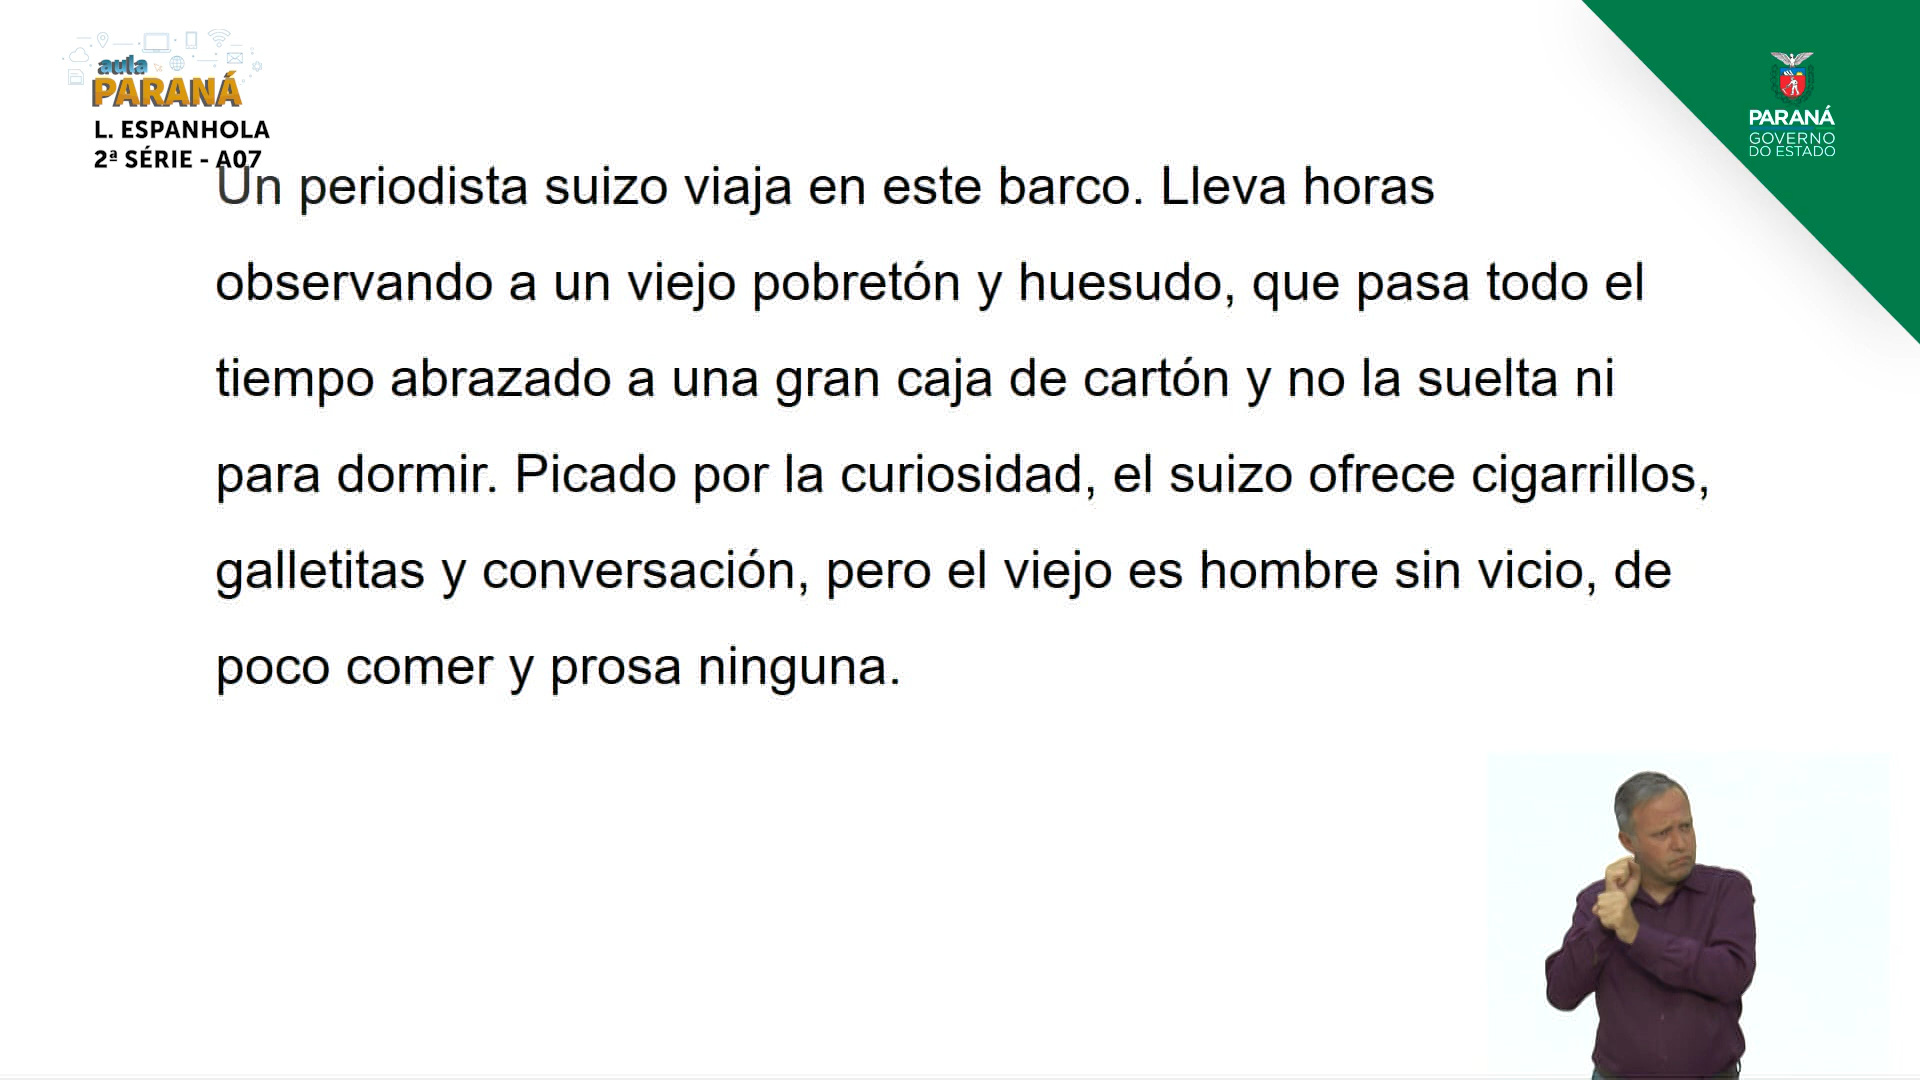 aula
PARANÁ
L. ESPANHOLA
2ª SÉRIE - A07
PARANÁ
GOVERNO
DO ESTADO
Un periodista suizo viaja en este barco. Lleva horas
observando a un viejo pobretón y huesudo, que pasa todo el
tiempo abrazado a una gran caja de cartón y no la suelta ni
para dormir. Picado por la curiosidad, el suizo ofrece cigarrillos,
galletitas y conversación, pero el viejo es hombre sin vicio, de
poco comer y prosa ninguna.